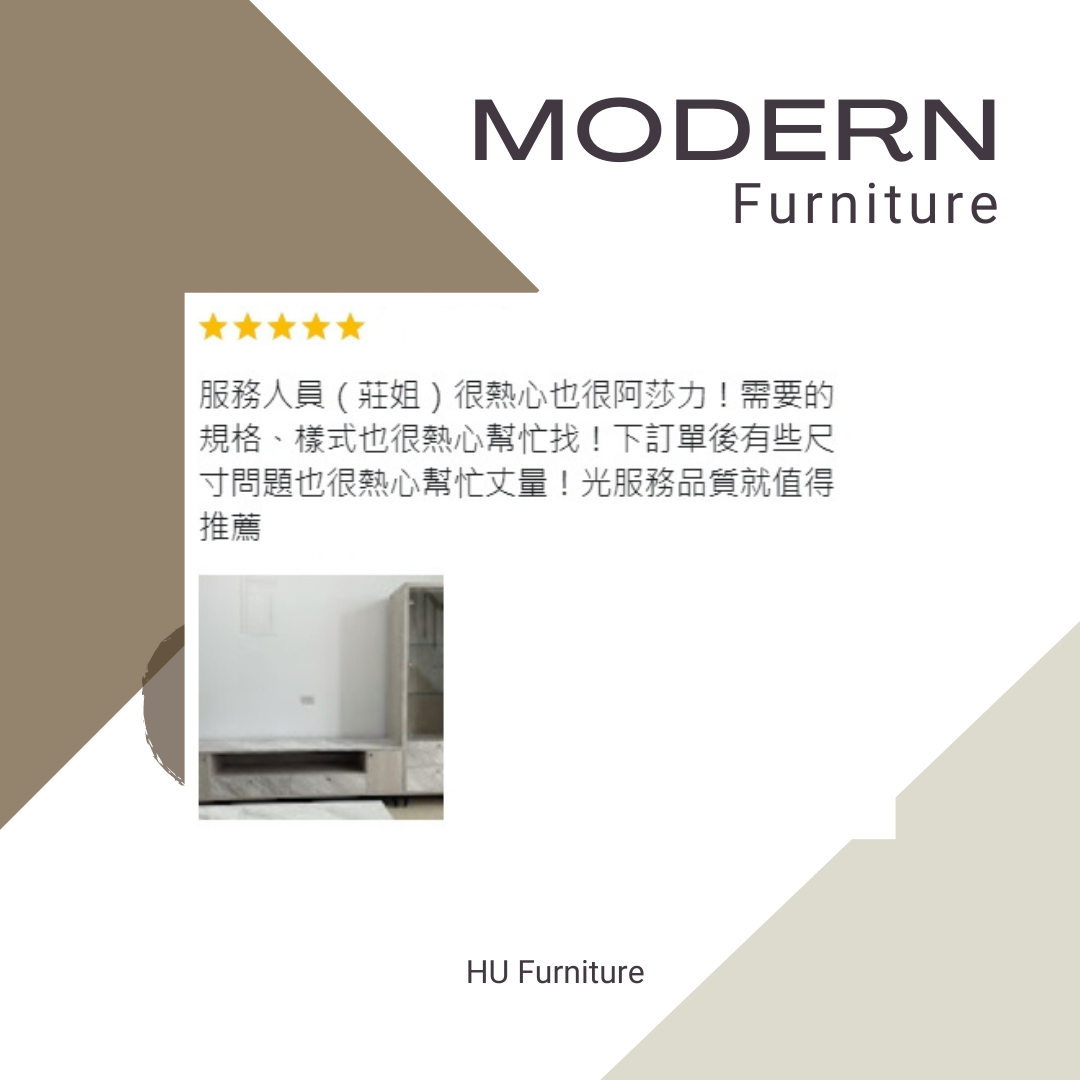 MODERN
Furniture
服務人員（莊姐）很熱心也很阿莎力！需要的
規格、樣式也很熱心幫忙找！下訂單後有些尺
寸問題也很熱心幫忙丈量！光服務品質就值得
推薦
HU Furniture